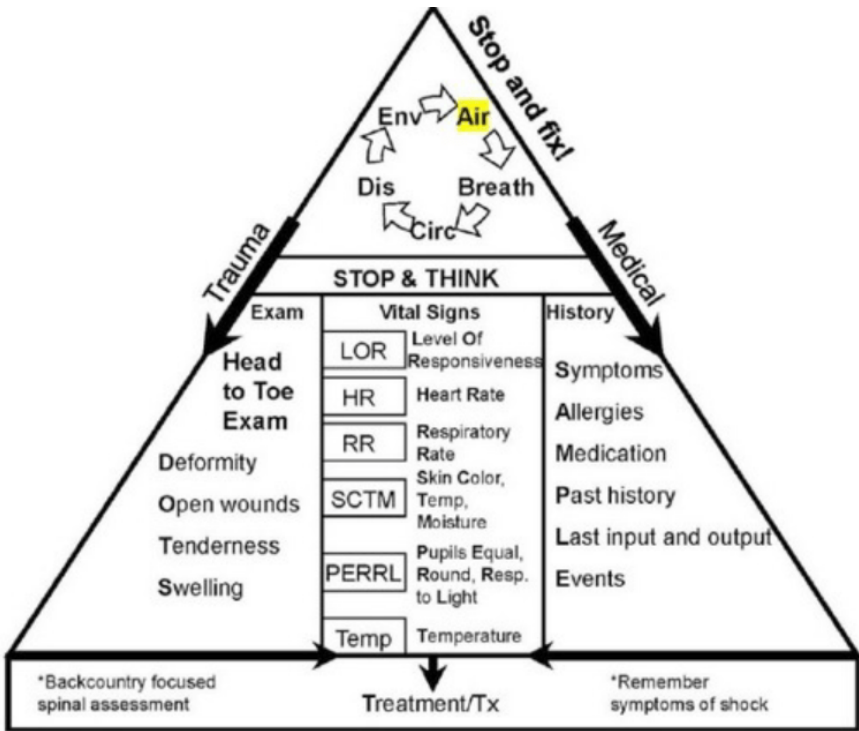 Stop and fix!
Env
Air
Dis
Breath
Circ
Trauma
Medical
STOP & THINK
Exam
Head
to Toe
Exam
Deformity
Open wounds
Tenderness
Swelling
Vital Signs
LOR
Level Of
Responsiveness
HR
Heart Rate
RR
Respiratory
Rate
SCTM
Skin Color,
Temp,
Moisture
PERRL
Pupils Equal,
Round, Resp.
to Light
Temp
Temperature
History
Symptoms
Allergies
Medication
Past history
Last input and output
Events
*Backcountry focused
spinal assessment
Treatment/Tx
*Remember
symptoms of shock